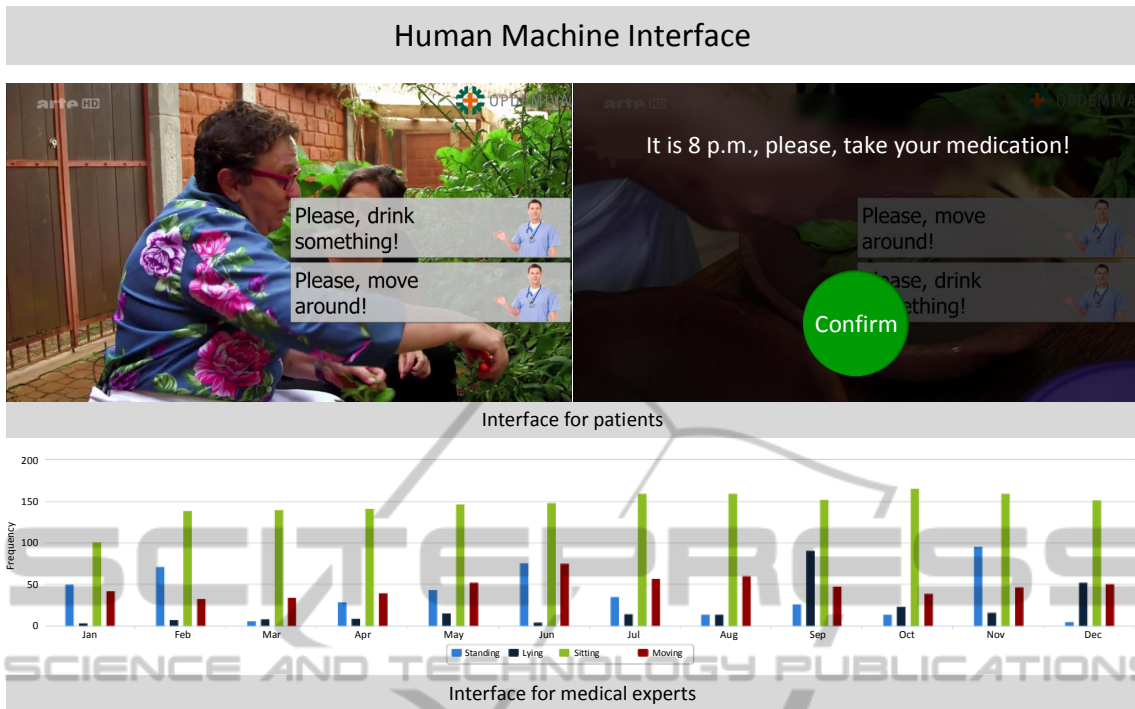 Human Machine Interface
arte HD
OPDEMIVA
Please, drink
something!
Please, move
around!
arte HD
OPDEMIVA
It is 8 p.m., please, take your medication!
Please, move
around!
ease, drink
ething!
Confirm
Interface for patients
200
150
100
50
0
Frequency
Jan Feb Mar Apr May Jun Jul Aug Sep Oct Nov Dec
Standing Lying Sitting Moving
SCITEPRESS
SCIENCE AND TECHNOLOGY PUBLICATIONS
Interface for medical experts